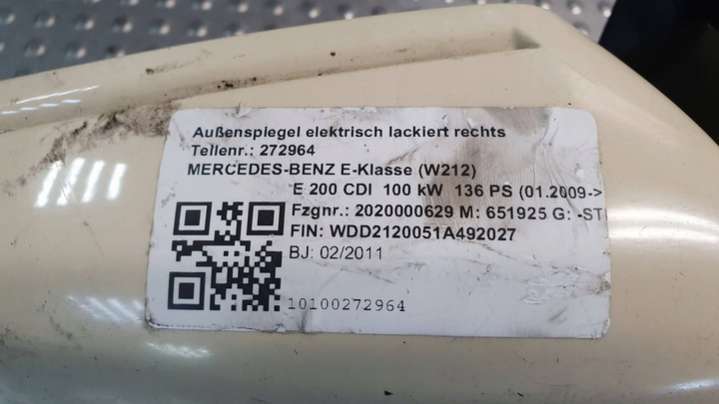 Außenspiegel elektrisch lackiert rechts
Teilenr.: 272964
MERCEDES-BENZ E-Klasse (W212)
E 200 CDI 100 kW 136 PS (01.2009->
Fzgnr.: 2020000629 M: 651925 G: -ST
FIN: WDD2120051A492027
BJ: 02/2011
10100272964